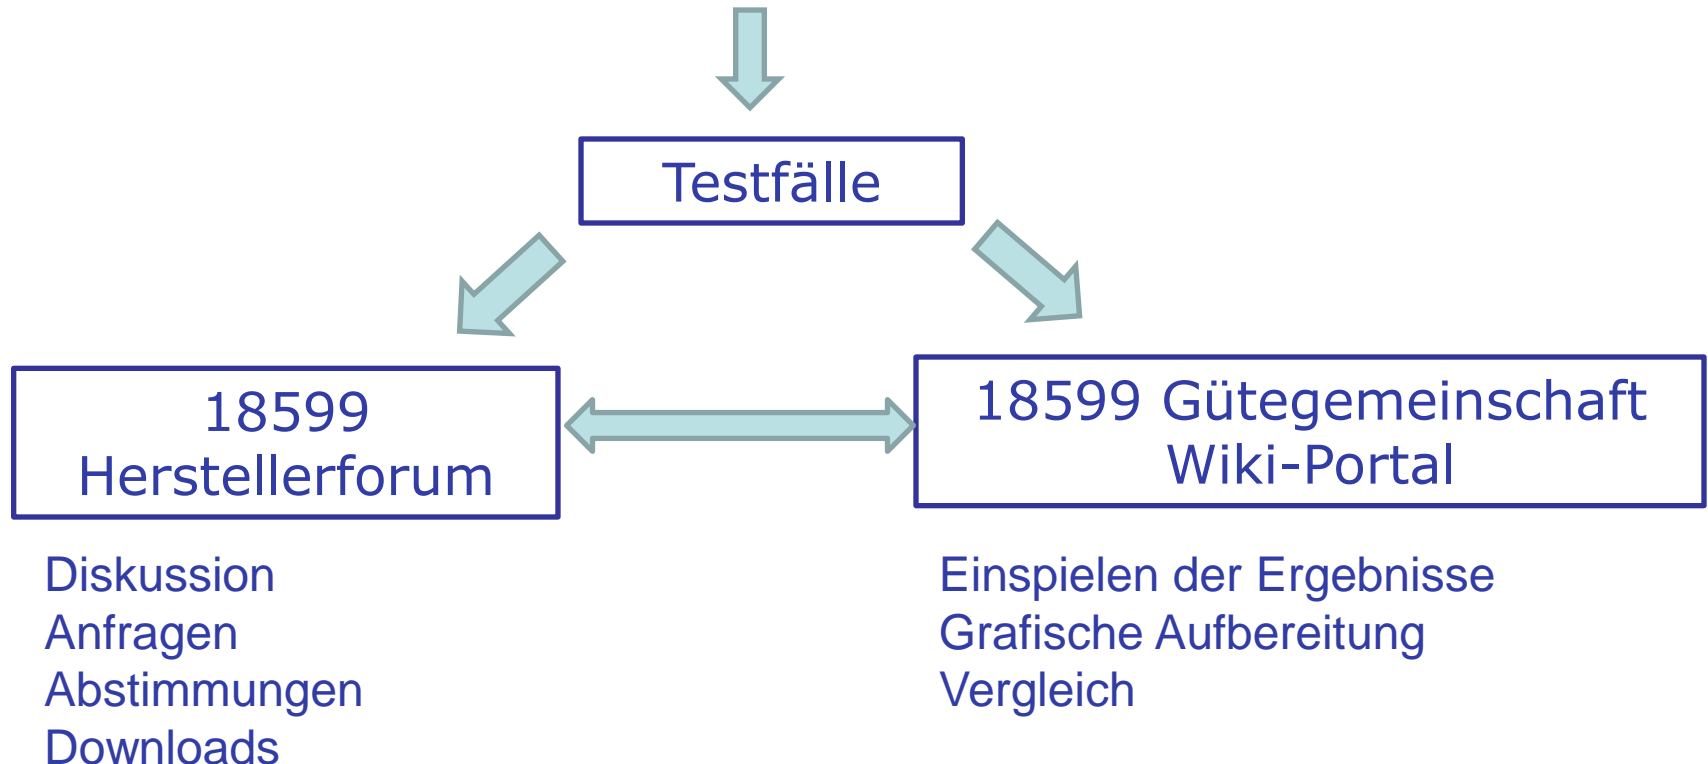 Testfälle
18599
Herstellerforum
18599 Gütegemeinschaft
Wiki-Portal
Diskussion
Anfragen
Abstimmungen
Downloads
Einspielen der Ergebnisse
Grafische Aufbereitung
Vergleich